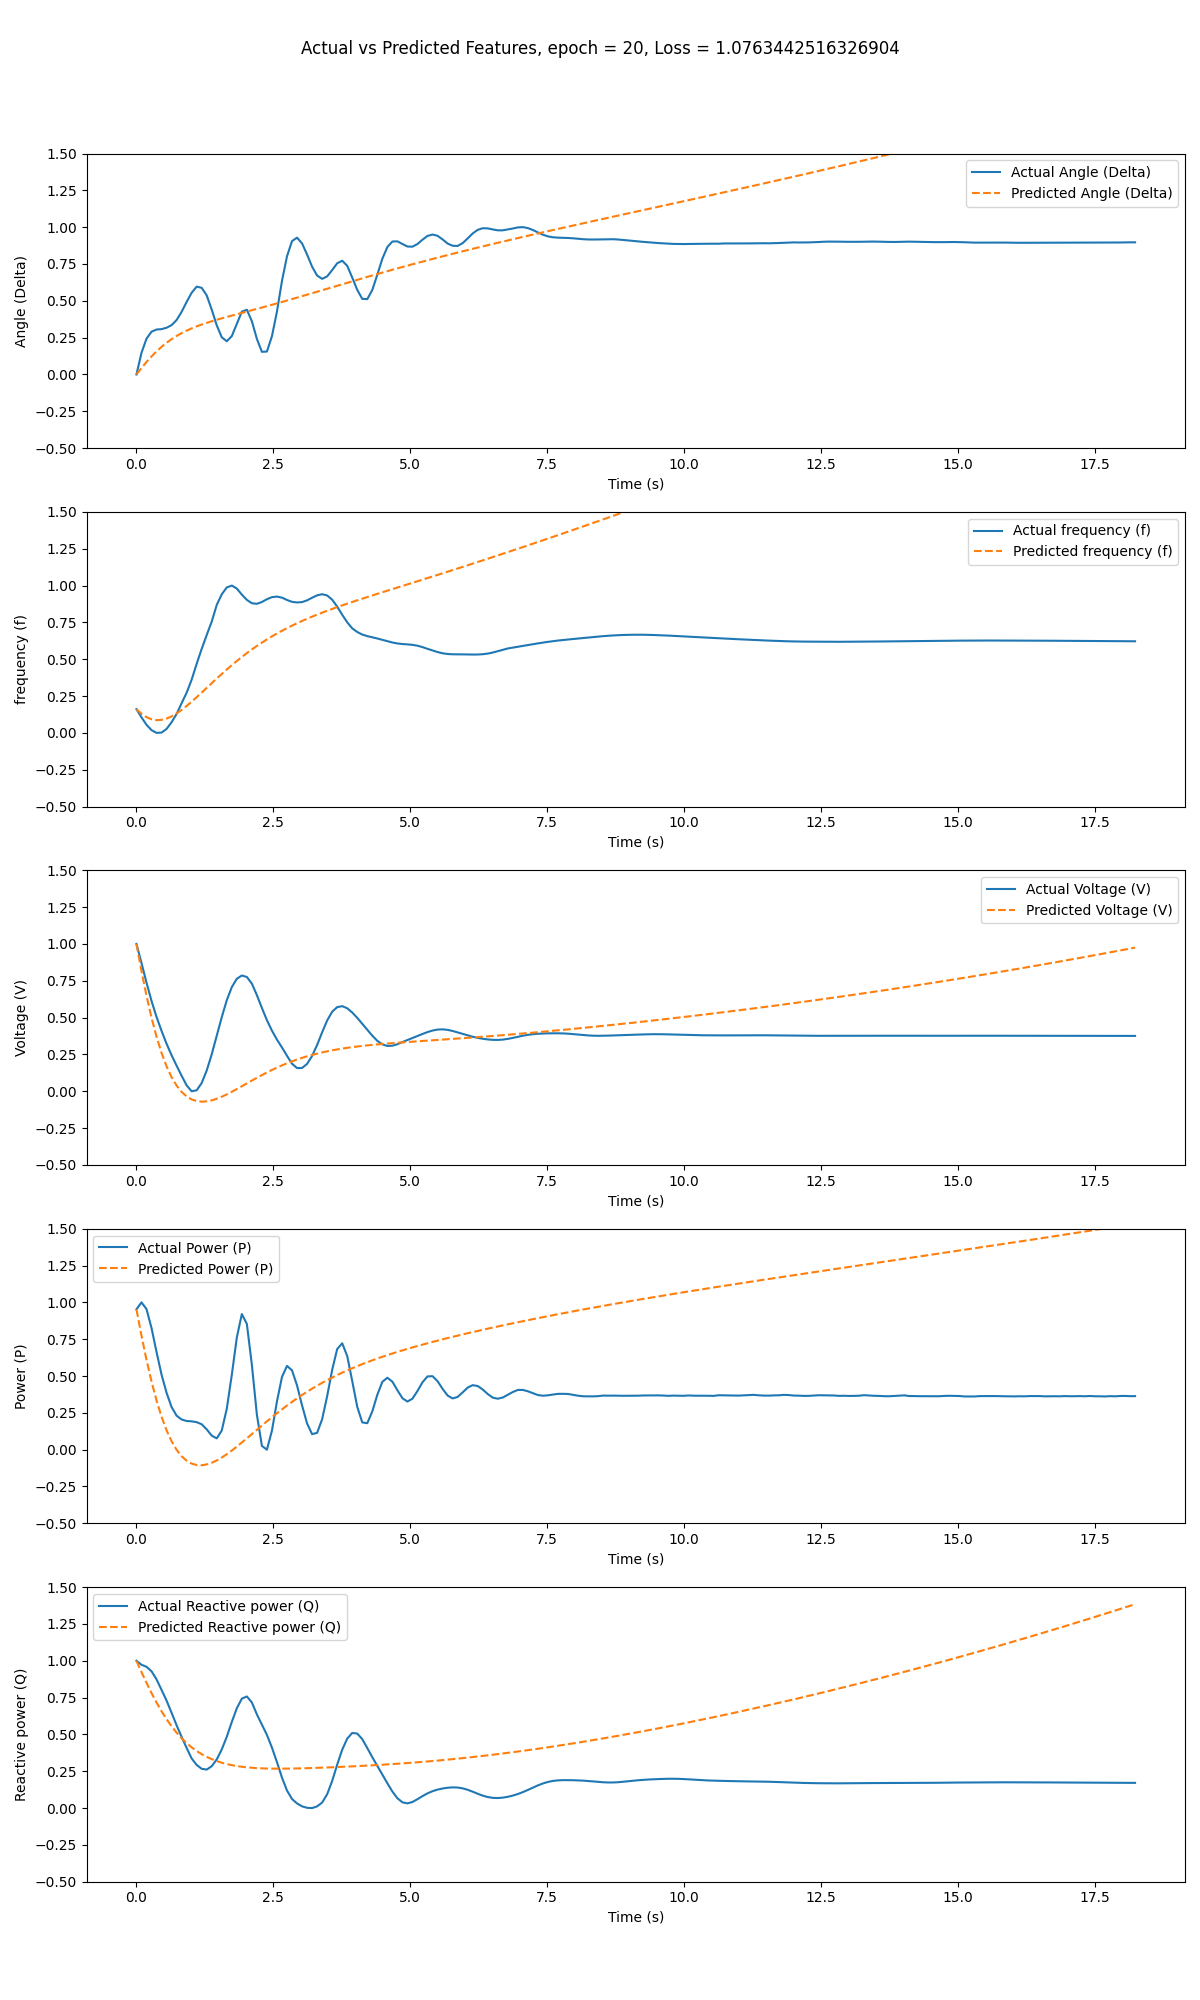 Actual vs Predicted Features, epoch = 20, Loss = 1.0763442516326904
1.50
1.25
1.00
0.75
0.50
0.25
0.00
−0.25
−0.50
Angle (Delta)
Actual Angle (Delta)
Predicted Angle (Delta)
0.0 2.5 5.0 7.5 10.0 12.5 15.0 17.5
Time (s)
1.50
1.25
1.00
0.75
0.50
0.25
0.00
−0.25
−0.50
frequency (f)
Actual frequency (f)
Predicted frequency (f)
0.0 2.5 5.0 7.5 10.0 12.5 15.0 17.5
Time (s)
1.50
1.25
1.00
0.75
0.50
0.25
0.00
−0.25
−0.50
Voltage (V)
Actual Voltage (V)
Predicted Voltage (V)
0.0 2.5 5.0 7.5 10.0 12.5 15.0 17.5
Time (s)
1.50
1.25
1.00
0.75
0.50
0.25
0.00
−0.25
−0.50
Power (P)
Actual Power (P)
Predicted Power (P)
0.0 2.5 5.0 7.5 10.0 12.5 15.0 17.5
Time (s)
1.50
1.25
1.00
0.75
0.50
0.25
0.00
−0.25
−0.50
Reactive power (Q)
Actual Reactive power (Q)
Predicted Reactive power (Q)
0.0 2.5 5.0 7.5 10.0 12.5 15.0 17.5
Time (s)